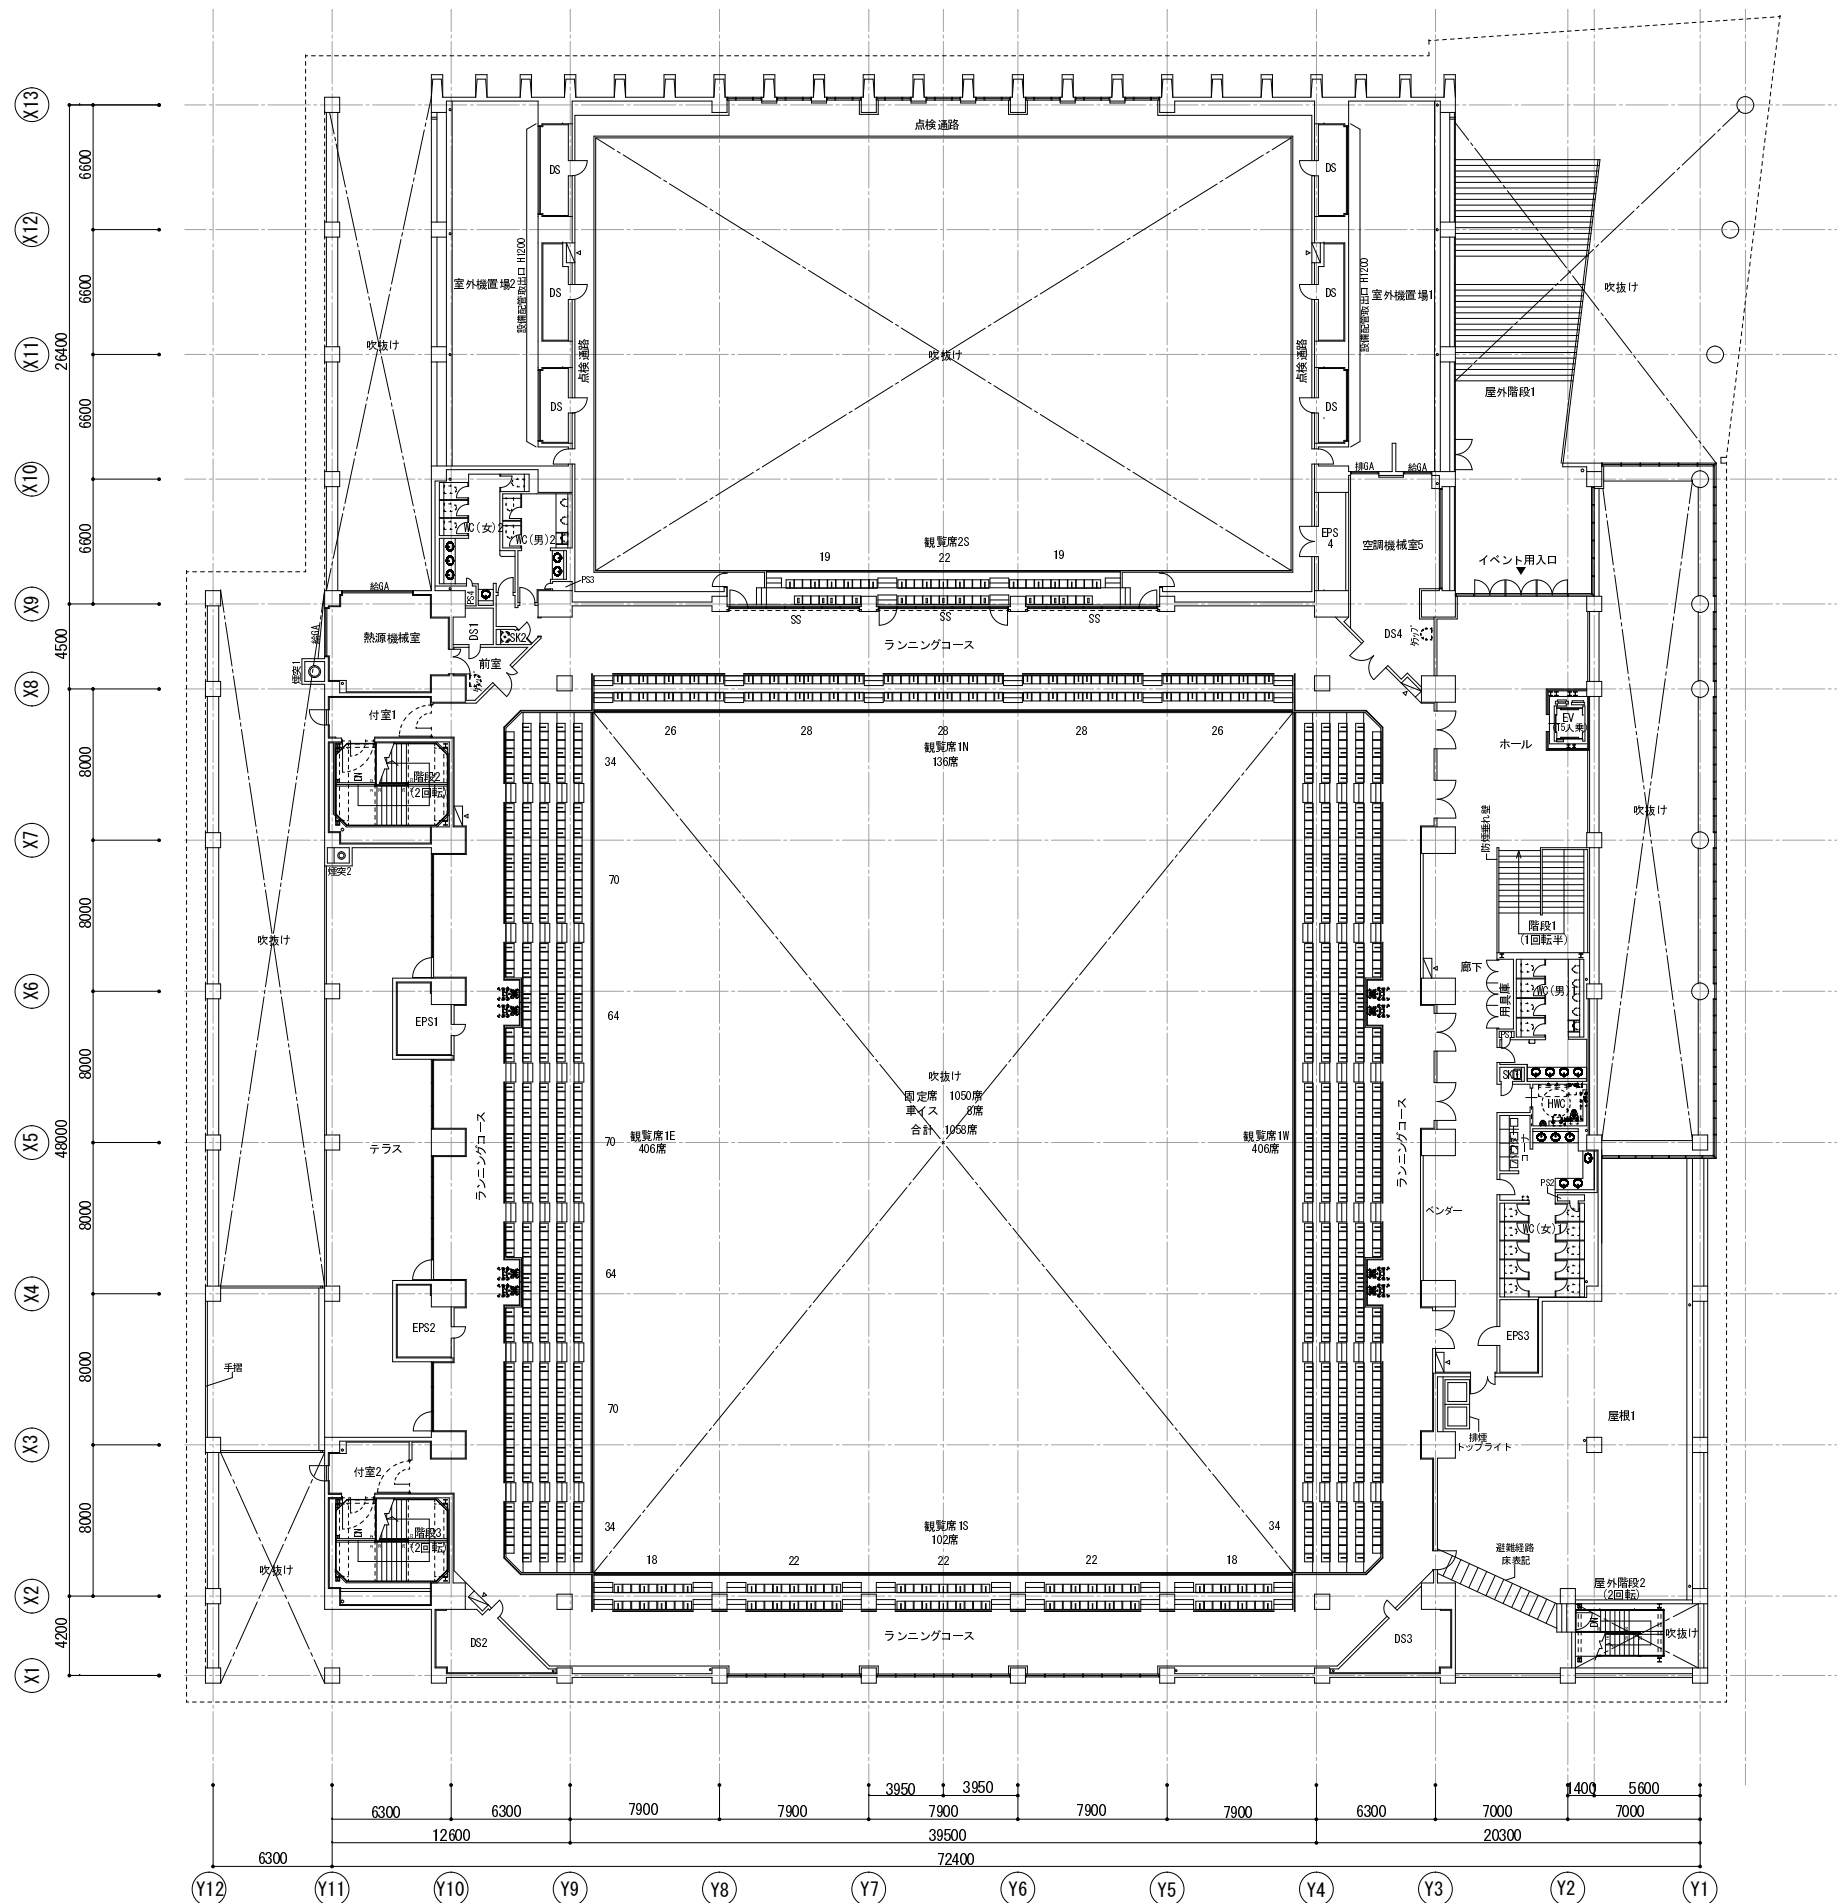 X13
X12
X11
X10
X9
X8
X7
X6
X5
X4
X3
X2
X1
6600
6600
6600
6600
26400
4500
8000
8000
8000
8000
8000
8000
48000
4200
点検通路
DS
DS
DS
DS
DS
DS
室外機置場2
設備配管取出口 H1200
点検通路
吹抜け
吹抜け
点検通路
設備配管取出口 H1200
室外機置場1
吹抜け
屋外階段1
排GA
給GA
WC(女)2
WC(男)2
PS3
PS4
観覧席2S
19
22
19
EPS
4
空調機械室5
イベント用入口
給GA
給GA
熱源機械室
DS1
SK2
前室
SS
SS
SS
ランニングコース
DS4
煙突1
付室1
26
28
28
28
26
観覧席1N
136席
EV
(15人乗)
ホール
階段2
(2回転)
DN
34
吹抜け
防煙垂れ壁
煙突2
70
階段1
(1回転半)
吹抜け
廊下
用具庫
WC(男)1
PS1
EPS1
64
SK1
HWC
吹抜け
固定席 1050席
車イス 8席
合計 1058席
テラス
ランニングコース
70
観覧席1E
406席
観覧席1W
406席
ランニングコース
ベンダー
PS2
WC(女)1
64
EPS2
EPS3
手摺
70
屋根1
排煙
トップライト
付室2
階段3
(2回転)
DN
34
観覧席1S
102席
34
18
22
22
22
18
避難経路
床表記
屋外階段2
(2回転)
DN
吹抜け
吹抜け
DS2
ランニングコース
DS3
3950
3950
1400
5600
6300
6300
7900
7900
7900
7900
7900
6300
7000
7000
12600
39500
20300
6300
72400
Y12
Y11
Y10
Y9
Y8
Y7
Y6
Y5
Y4
Y3
Y2
Y1